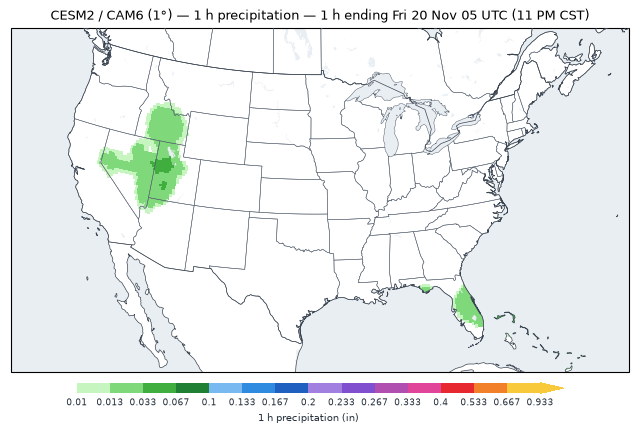 CESM2 / CAM6 (1°) — 1 h precipitation — 1 h ending Fri 20 Nov 05 UTC (11 PM CST)
0.01 0.013 0.033 0.067 0.1 0.133 0.167 0.2 0.233 0.267 0.333 0.4 0.533 0.667 0.933
1 h precipitation (in)